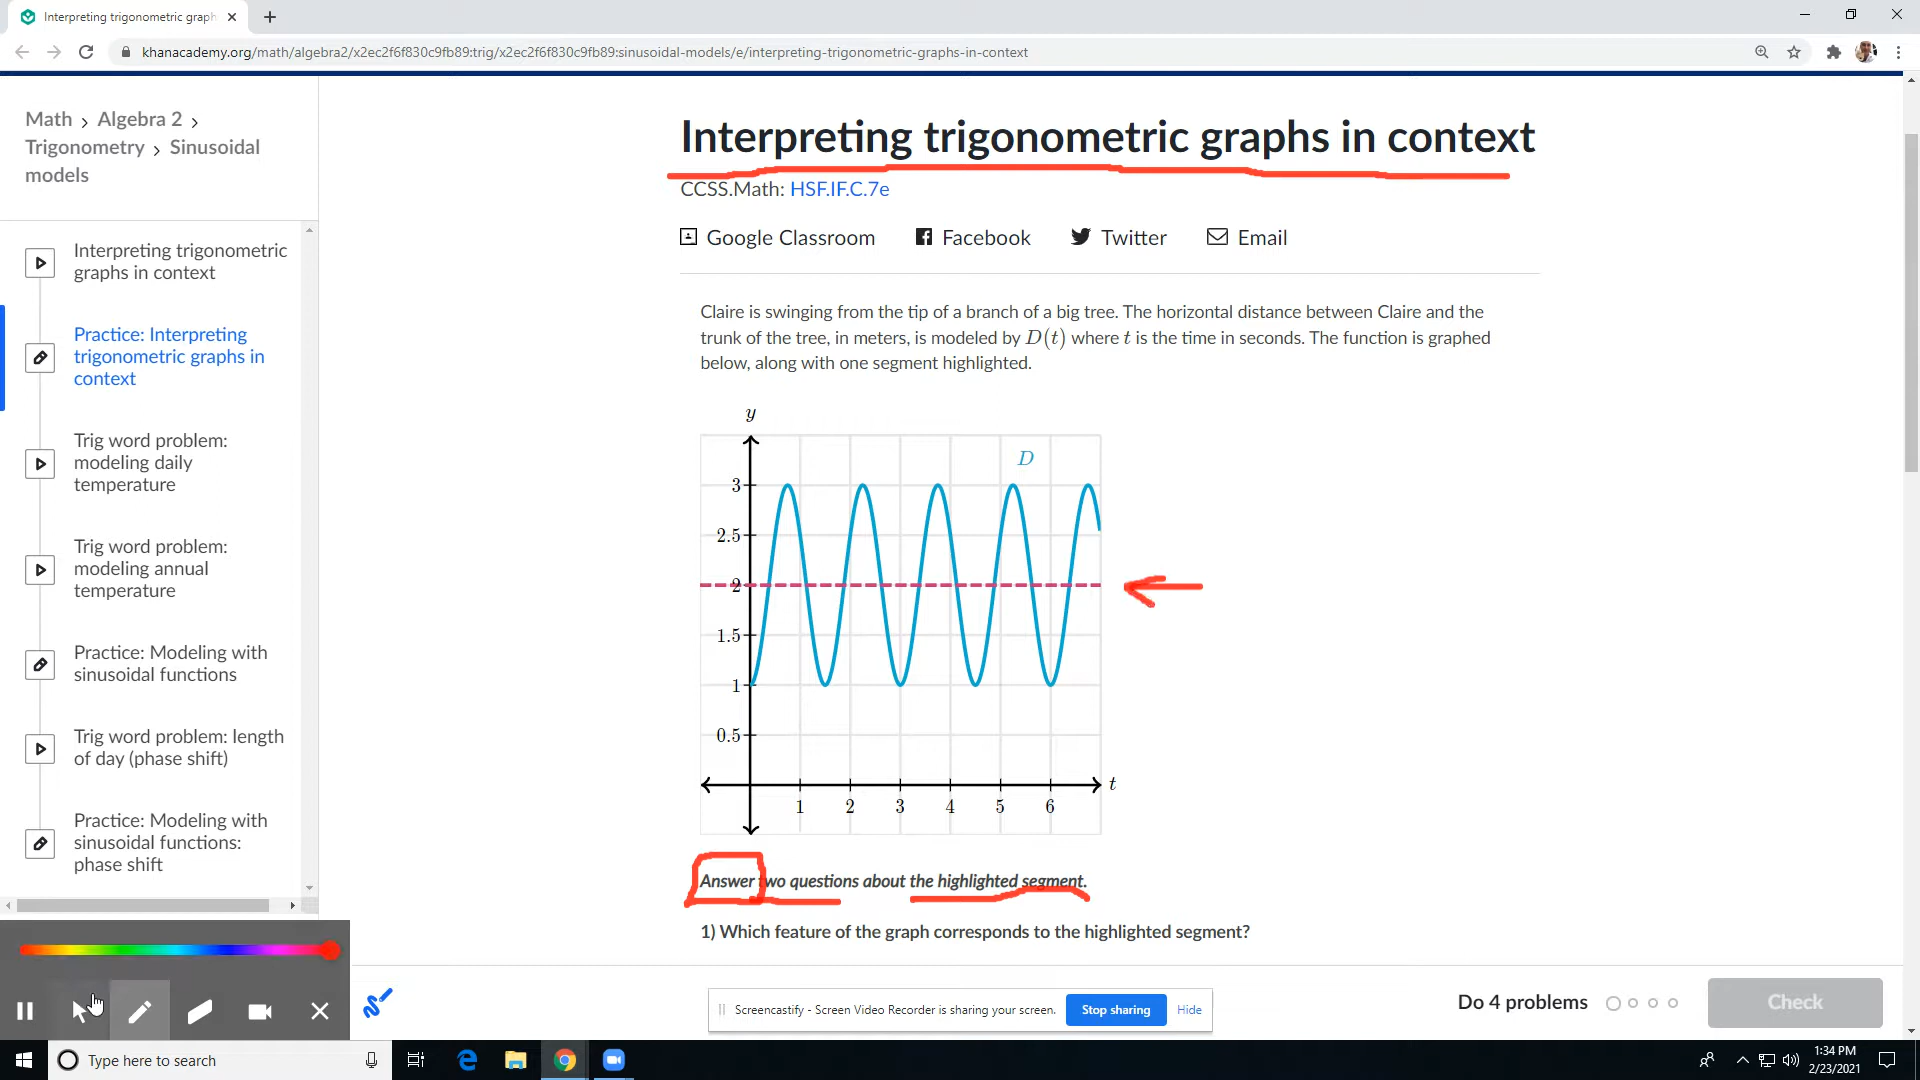 Interpreting trigonometric graph
khanacademy.org/math/algebra2/x2ec2f6f830c9fb89:trig/x2ec2f6f830c9fb89:sinusoidal-models/e/interpreting-trigonometric-graphs-in-context
Math > Algebra 2 >
Trigonometry > Sinusoidal
models
Interpreting trigonometric
graphs in context
Practice: Interpreting
trigonometric graphs in
context
Trig word problem:
modeling daily
temperature
Trig word problem:
modeling annual
temperature
Practice: Modeling with
sinusoidal functions
Trig word problem: length
of day (phase shift)
Practice: Modeling with
sinusoidal functions:
phase shift
Interpreting trigonometric graphs in context
CCSS.Math: HSF.IF.C.7e
Google Classroom Facebook Twitter Email
Claire is swinging from the tip of a branch of a big tree. The horizontal distance between Claire and the
trunk of the tree, in meters, is modeled by D(t) where t is the time in seconds. The function is graphed
below, along with one segment highlighted.
y
D
3
2.5
2
1.5
1
0.5
t
1 2 3 4 5 6
Answer two questions about the highlighted segment.
1) Which feature of the graph corresponds to the highlighted segment?
Screencastify - Screen Video Recorder is sharing your screen. Stop sharing Hide
Do 4 problems Check
Type here to search
1:34 PM
2/23/2021